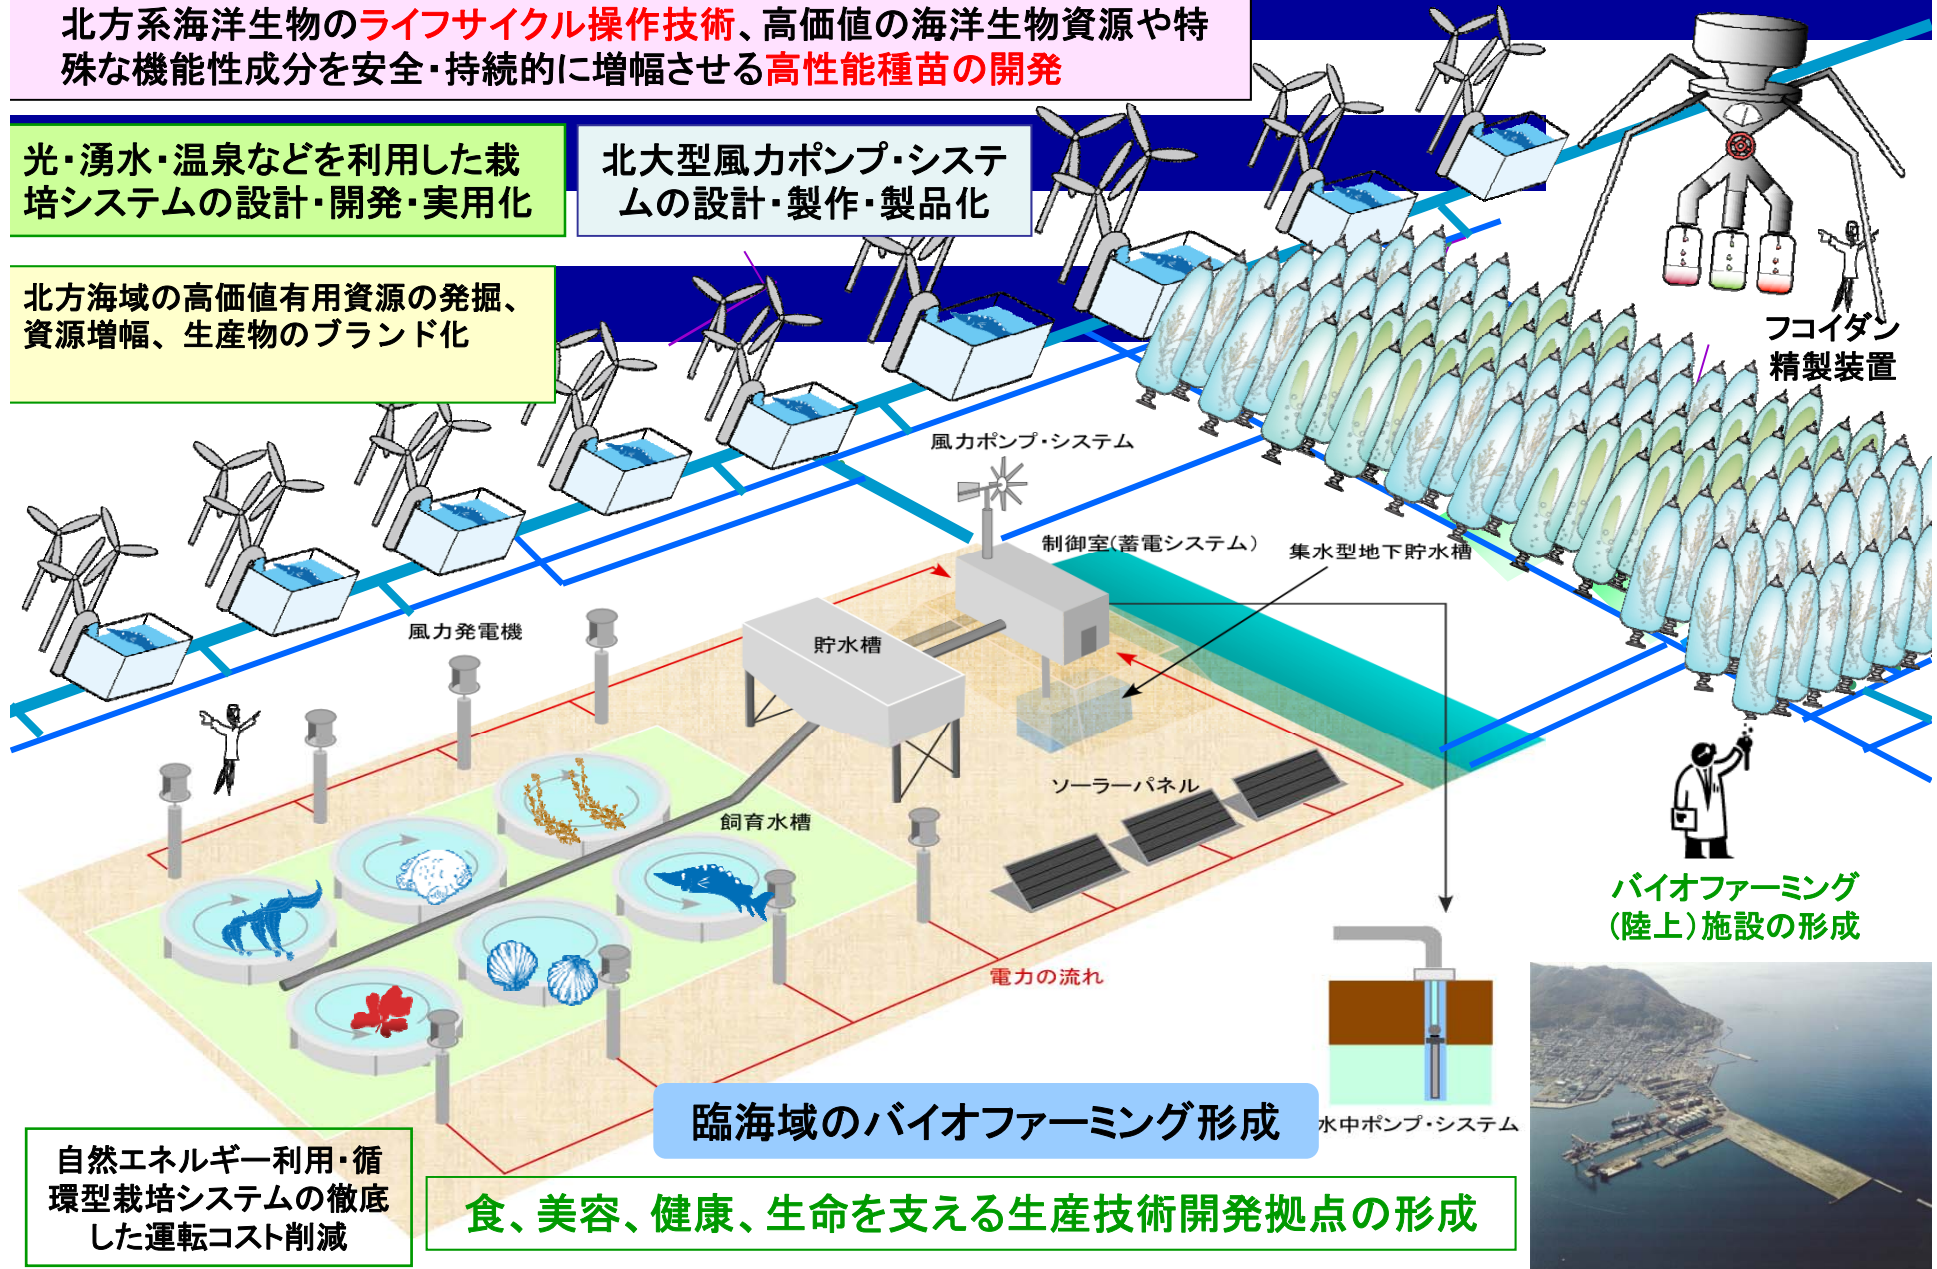 北方系海洋生物のライフサイクル操作技術、高価値の海洋生物資源や特
殊な機能性成分を安全・持続的に増幅させる高性能種苗の開発
光・湧水・温泉などを利用した栽
培システムの設計・開発・実用化
北大型風力ポンプ・システ
ムの設計・製作・製品化
北方海域の高価値有用資源の発掘、
資源増幅、生産物のブランド化
フコイダン
精製装置
風力ポンプ・システム
制御室(蓄電システム)
集水型地下貯水槽
風力発電機
貯水槽
ソーラーパネル
飼育水槽
バイオファーミング
(陸上)施設の形成
電力の流れ
臨海域のバイオファーミング形成
水中ポンプ・システム
自然エネルギー利用・循
環型栽培システムの徹底
した運転コスト削減
食、美容、健康、生命を支える生産技術開発拠点の形成